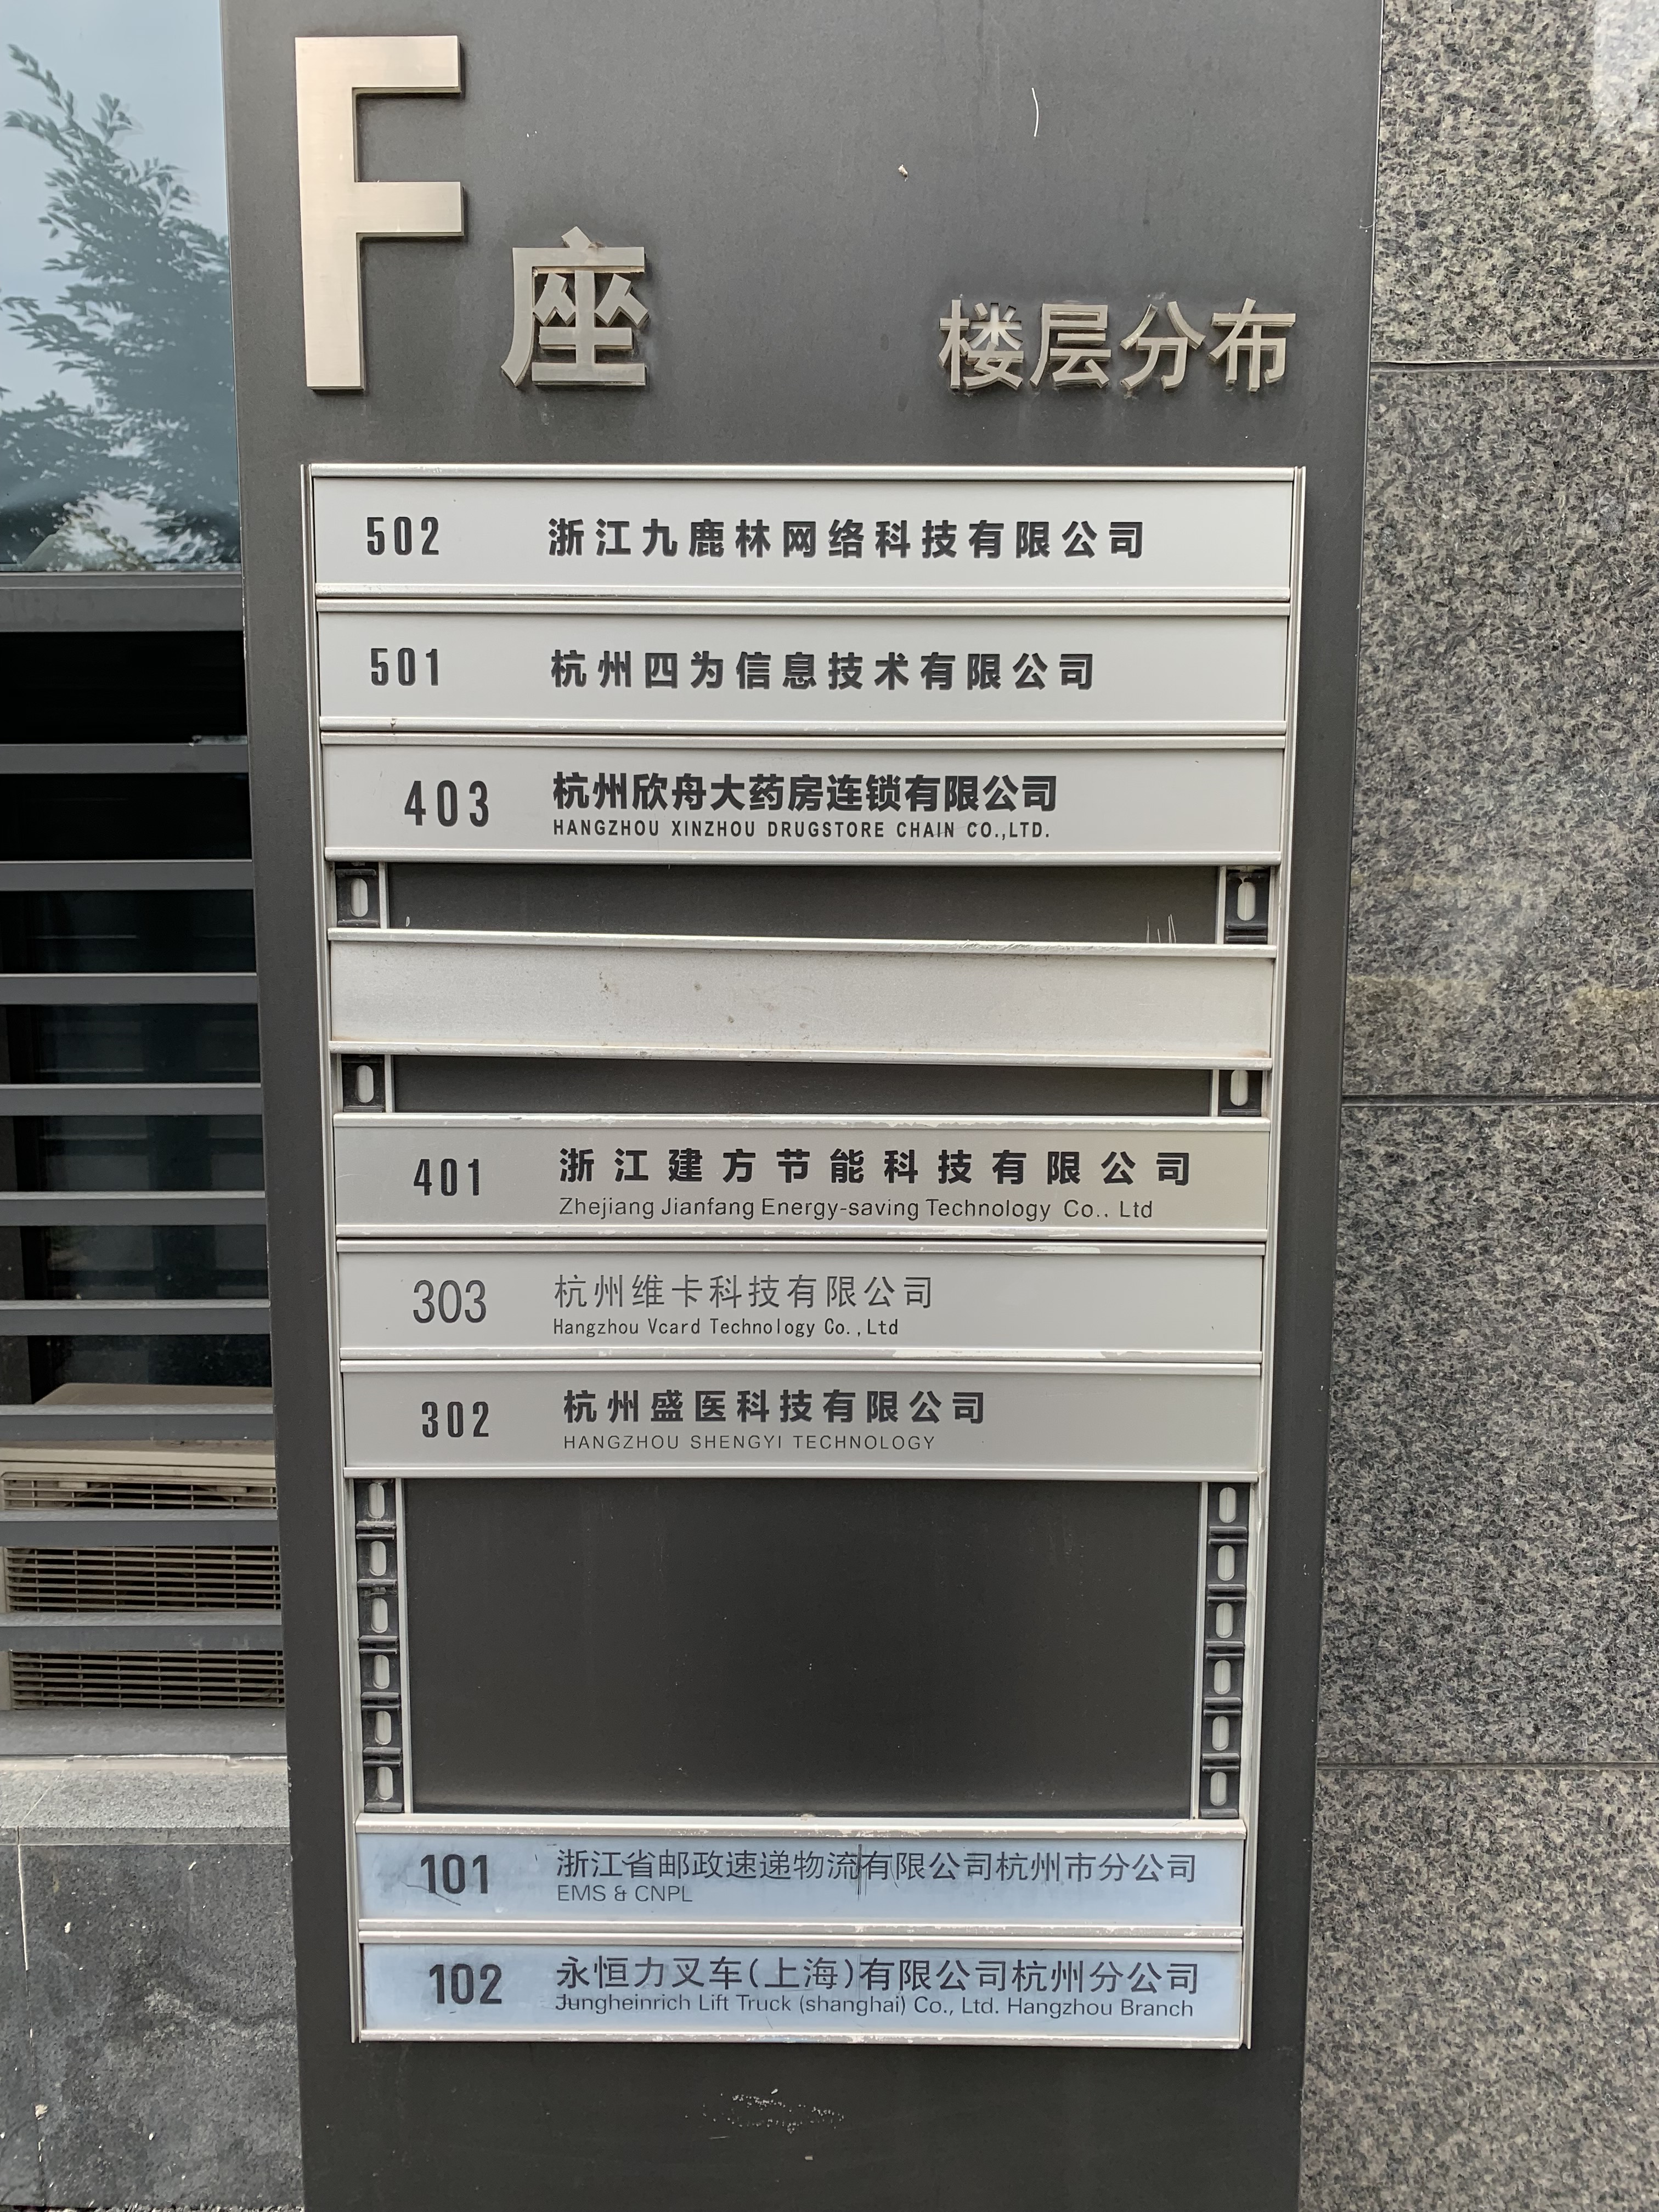 F座
楼层分布
502 浙江九鹿林网络科技有限公司
501 杭州四为信息技术有限公司
403 杭州欣舟大药房连锁有限公司
HANGZHOU XINZHOU DRUGSTORE CHAIN CO.,LTD.
401 浙江建方节能科技有限公司
Zhejiang Jianfang Energy-saving Technology Co.. Ltd
303 杭州维卡科技有限公司
Hangzhou Vcard Technology Co.,Ltd
302 杭州盛医科技有限公司
HANGZHOU SHENGYI TECHNOLOGY
101 浙江省邮政速递物流有限公司杭州市分公司
EMS & CNPL
102 永恒力叉车(上海)有限公司杭州分公司
Jungheinrich Lift Truck (shanghai) Co., Ltd. Hangzhou Branch